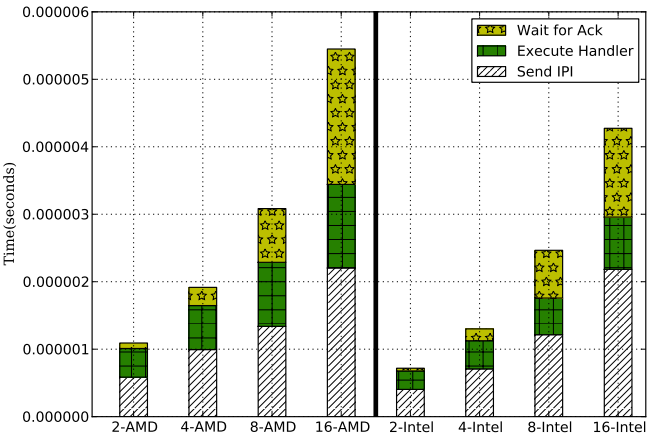 0.000006
0.000005
0.000004
0.000003
0.000002
0.000001
0.000000
Time(seconds)
Wait for Ack
Execute Handler
Send IPI
2-AMD 4-AMD 8-AMD 16-AMD 2-Intel 4-Intel 8-Intel 16-Intel